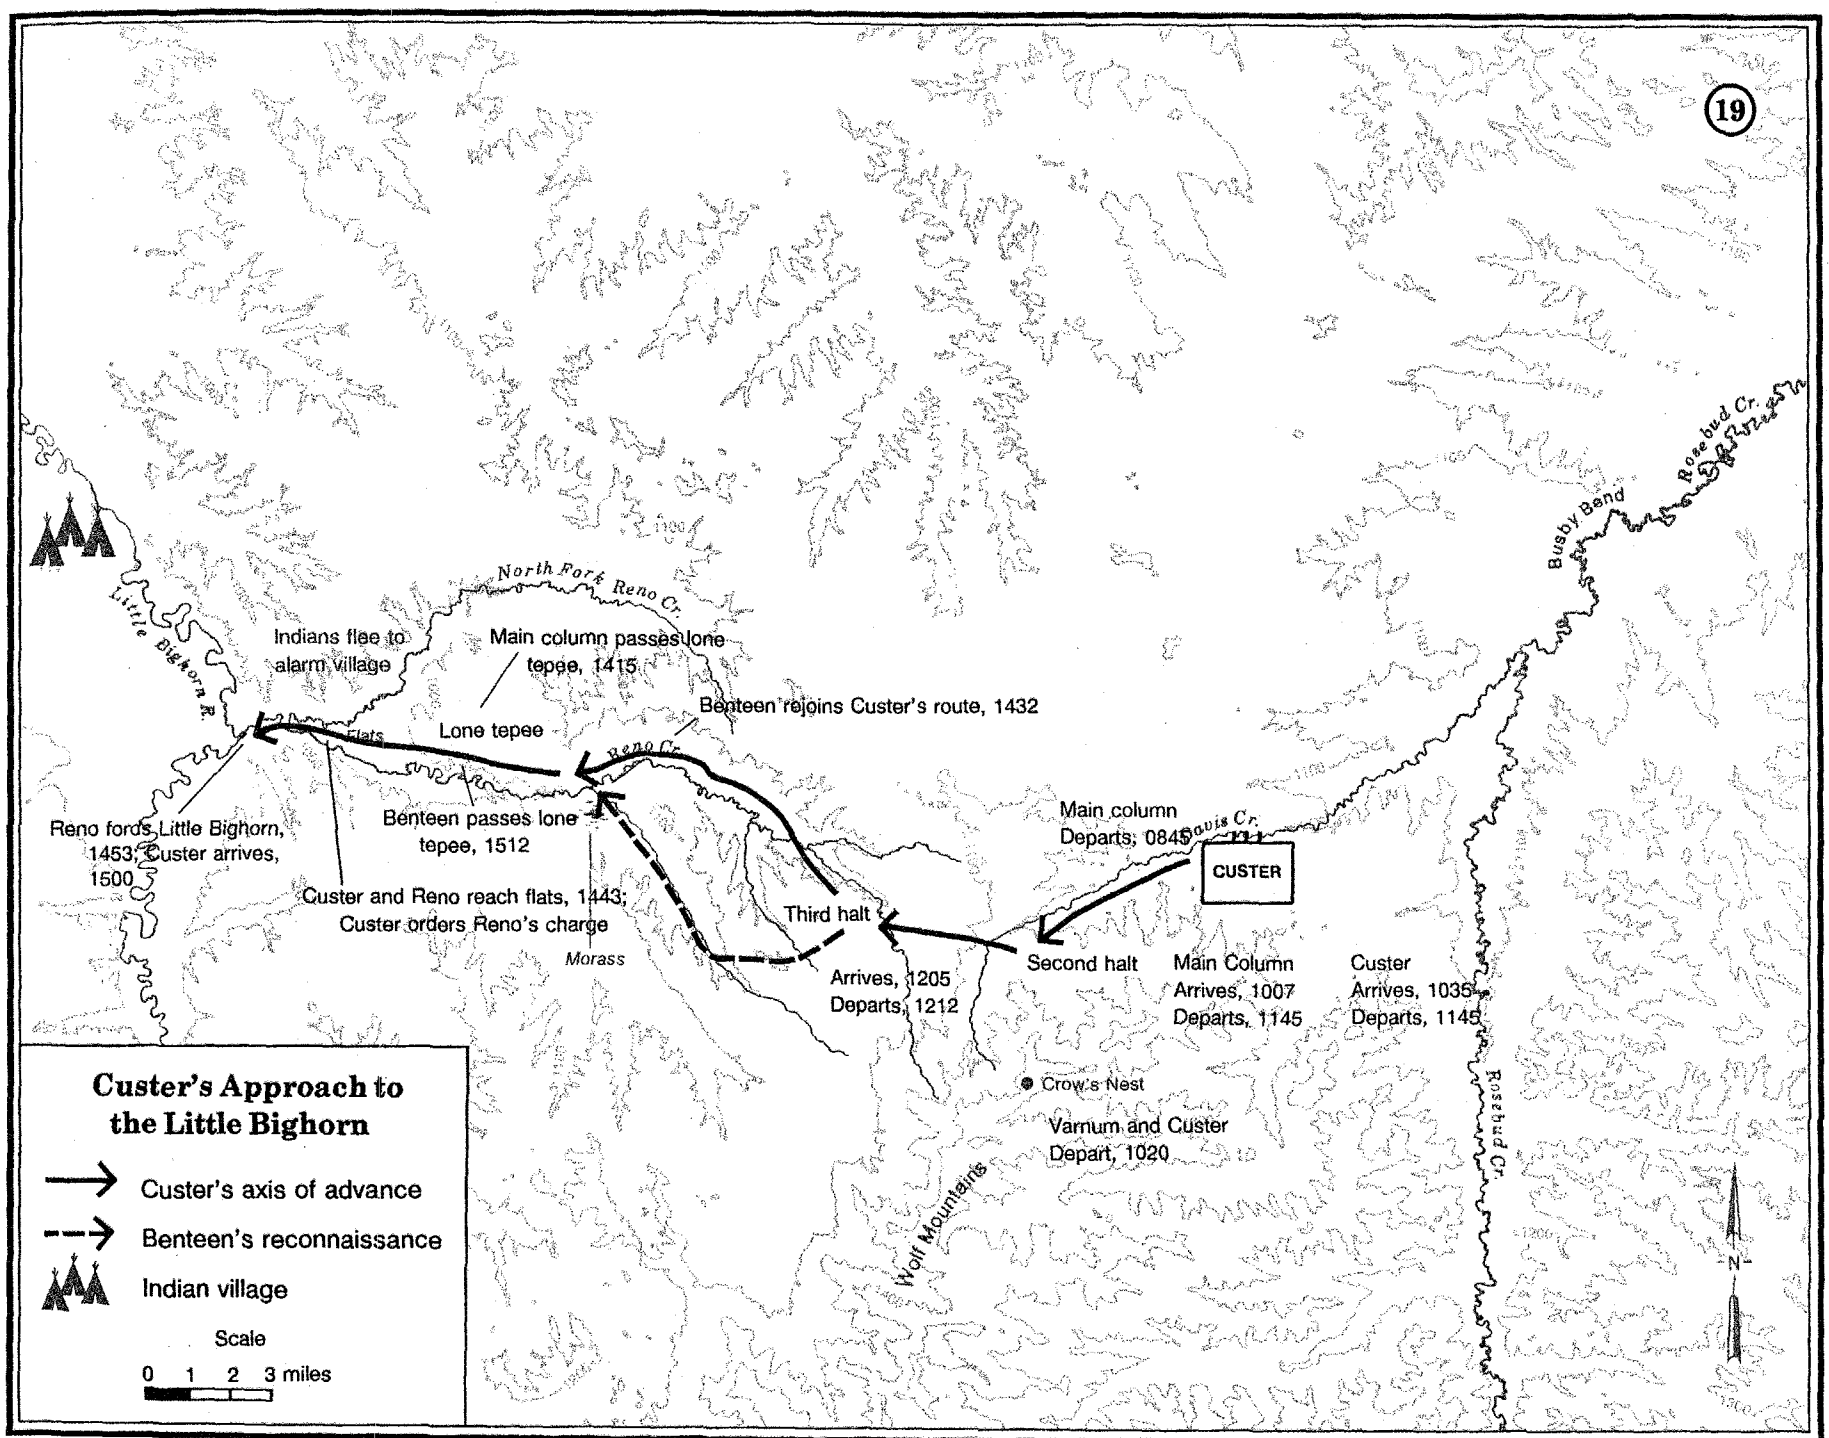 19
Rosebud Cr.
Busby Bend
1100
1100
North Fork Reno Cr.
Little Bighorn R.
Indians flee to
alarm village
Main column passes lone
tepee, 1415
Benteen rejoins Custer's route, 1432
Flats
Lone tepee
Reno Cr.
1100
Main column
Departs, 0845
Davis Cr.
CUSTER
Reno fords Little Bighorn,
1453; Custer arrives,
1500
Benteen passes lone
tepee, 1512
Custer and Reno reach flats, 1443;
Custer orders Reno's charge
Morass
Third halt
Arrives, 1205
Departs, 1212
Second halt
Main Column
Arrives, 1007
Departs, 1145
Custer
Arrives, 1035
Departs, 1145
Crow's Nest
Varnum and Custer
Depart, 1020
Wolf Mountains
Rosebud Cr.
1200
N
1300
Custer's Approach to
the Little Bighorn
Custer's axis of advance
Benteen's reconnaissance
Indian village
Scale
0 1 2 3 miles